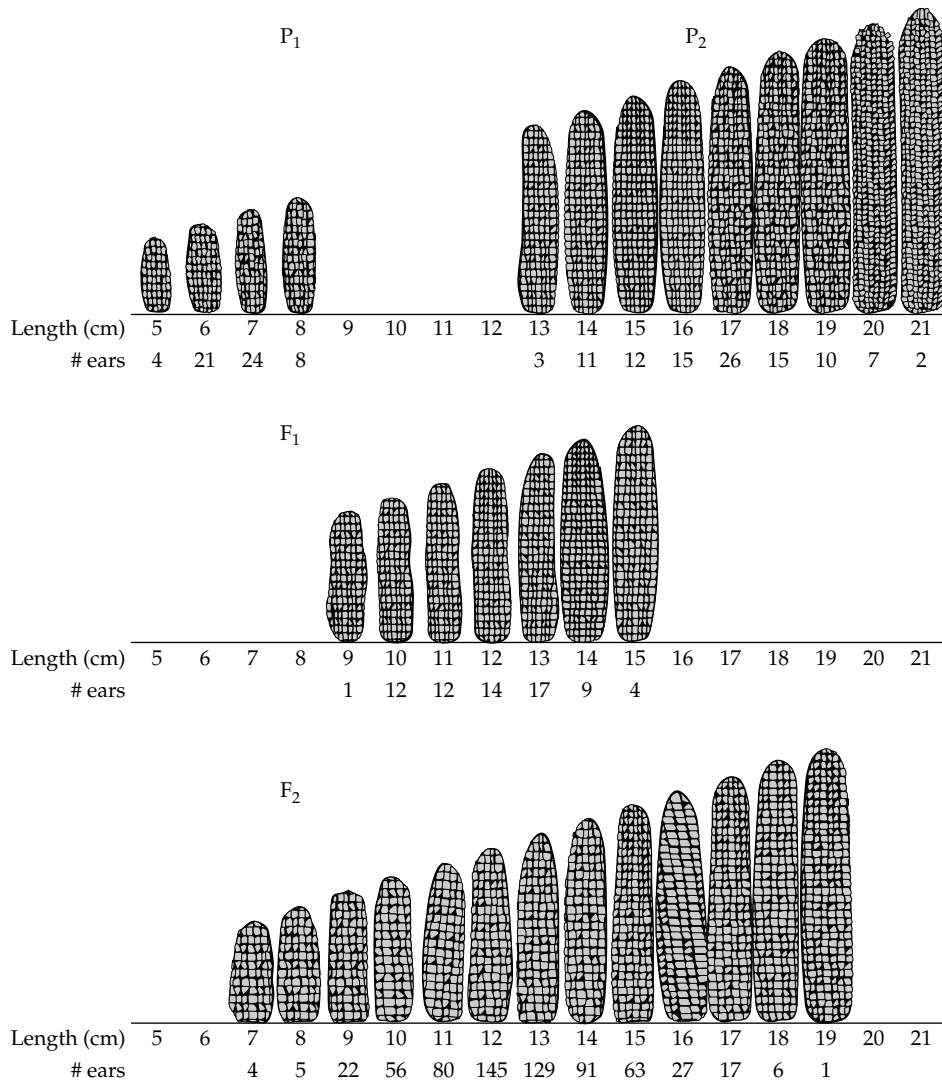 P1 P2
Length (cm) 5 6 7 8 9 10 11 12 13 14 15 16 17 18 19 20 21
# ears 4 21 24 8 3 11 12 15 26 15 10 7 2
F1
Length (cm) 5 6 7 8 9 10 11 12 13 14 15 16 17 18 19 20 21
# ears 1 12 12 14 17 9 4
F2
Length (cm) 5 6 7 8 9 10 11 12 13 14 15 16 17 18 19 20 21
# ears 4 5 22 56 80 145 129 91 63 27 17 6 1